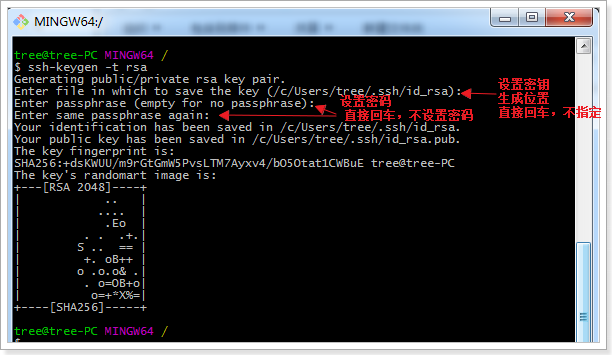 MINGW64:/
tree@tree-PC MINGW64 /
$ ssh-keygen -t rsa
Generating public/private rsa key pair.
Enter file in which to save the key (/c/Users/tree/.ssh/id_rsa):
设置密钥
生成位置
直接回车，不指定
Enter passphrase (empty for no passphrase):
设置密码
Enter same passphrase again:
直接回车，不设置密码
Your identification has been saved in /c/Users/tree/.ssh/id_rsa.
Your public key has been saved in /c/Users/tree/.ssh/id_rsa.pub.
The key fingerprint is:
SHA256:+dsKWUU/m9rGtGmW5PvsLTM7Ayxv4/bO5Otat1CWBuE tree@tree-PC
The key's randomart image is:
+---[RSA 2048]----+
|             ..  |
|            .... |
|             .Eo |
|          . .  .+.|
|         S ..  == |
|          +. oB++ |
|         o .o.o& .|
|          . o=OB+o|
|           o=+*X%=|
+----[SHA256]-----+
tree@tree-PC MINGW64 /